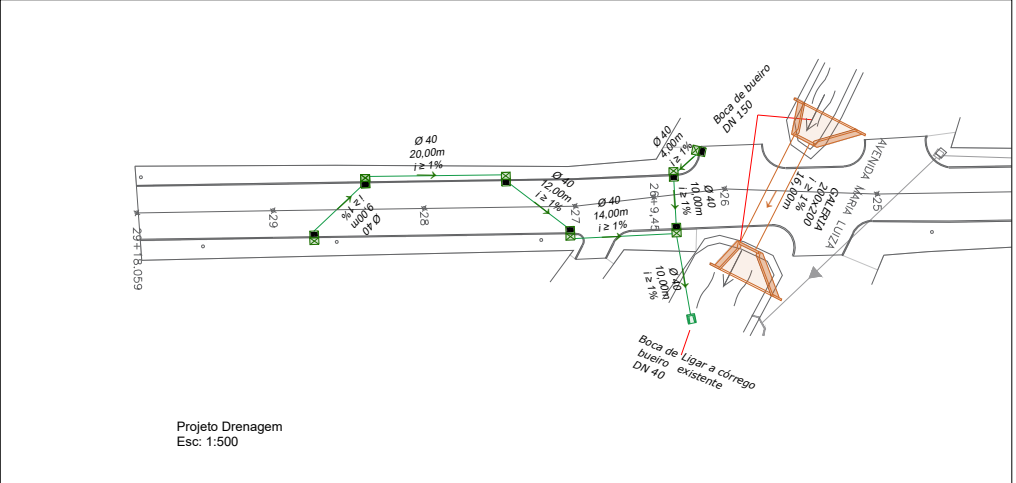 Boca de bueiro
DN 150
Ø 40
4,00m
i ≥ 1%
Ø 40
20,00m
i ≥ 1%
Ø 40
12,00m
i ≥ 1%
Ø 40
9,00m
i ≥ 1%
Ø 40
14,00m
i ≥ 1%
Ø 40
10,00m
i ≥ 1%
Ø 40
10,00m
i ≥ 1%
GALERIA
200x200
i ≥ 1%
16,00m
AVENDA MARIA LUIZA
29+18.059
29
28
27
26+9,45
26
25
Boca de
bueiro
DN 40
Ligar a córrego
existente
Projeto Drenagem
Esc: 1:500